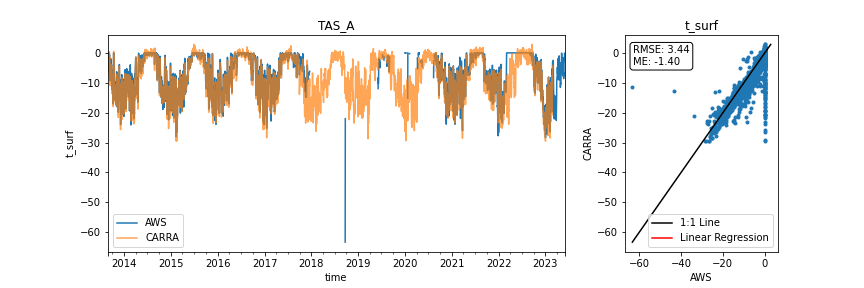 TAS_A
t_surf
0
−10
−20
−30
−40
−50
−60
t_surf
AWS
CARRA
2014 2015 2016 2017 2018 2019 2020 2021 2022 2023
time
RMSE: 3.44
ME: -1.40
0
−10
−20
−30
−40
−50
−60
CARRA
1:1 Line
Linear Regression
−60 −40 −20 0
AWS